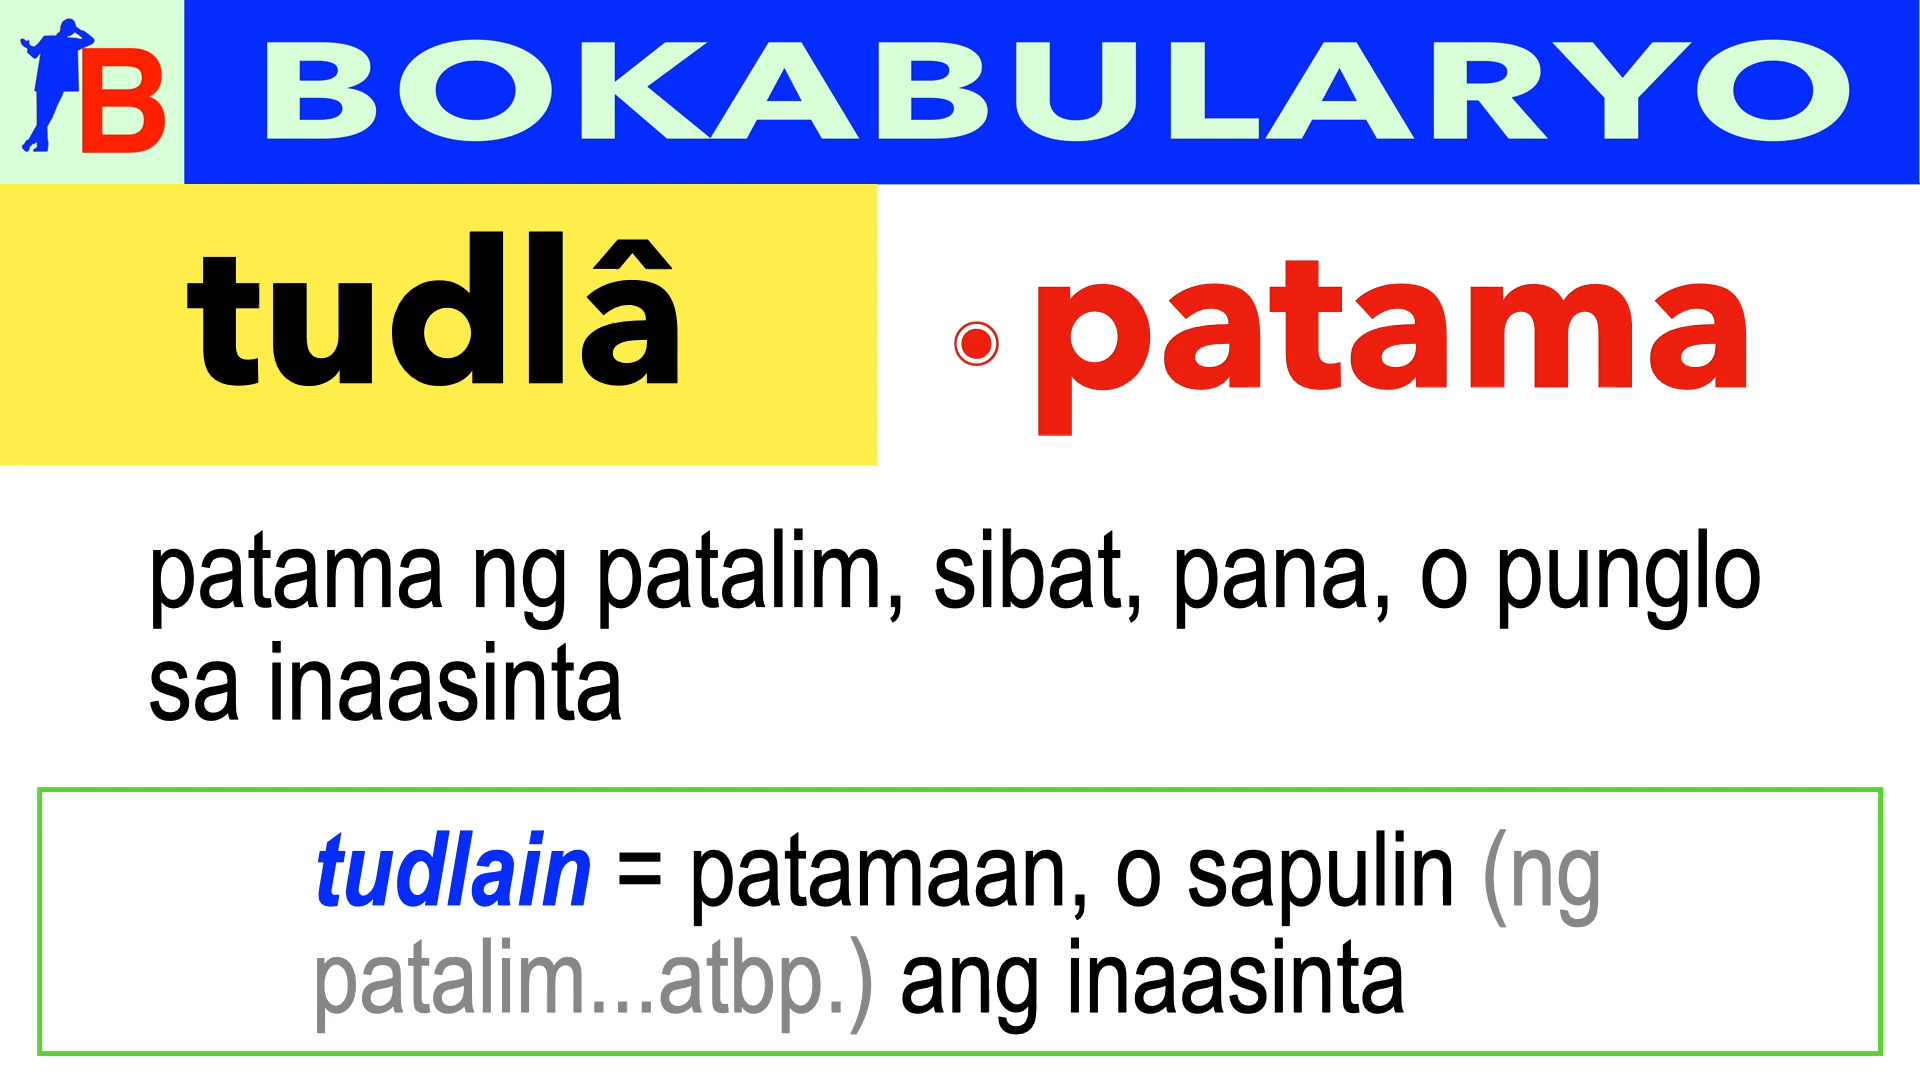 B BOKABULARYO
tudlâ
patama
patama ng patalim, sibat, pana, o punglo
sa inaasinta
tudlain = patamaan, o sapulin (ng
patalim...atbp.) ang inaasinta